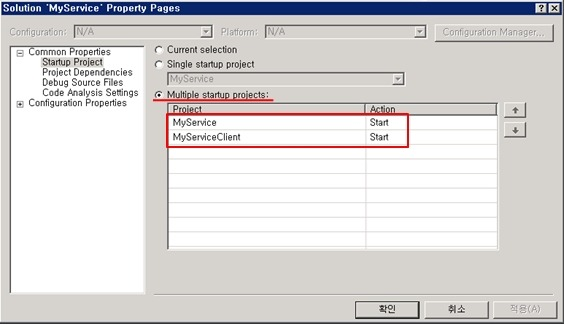 Solution 'MyService' Property Pages
Configuration: N/A Platform: N/A Configuration Manager...
Common Properties
Startup Project
Project Dependencies
Debug Source Files
Code Analysis Settings
Configuration Properties
Current selection
Single startup project
MyService
Multiple startup projects:
Project Action
MyService Start
MyServiceClient Start
확인 취소 적용(A)